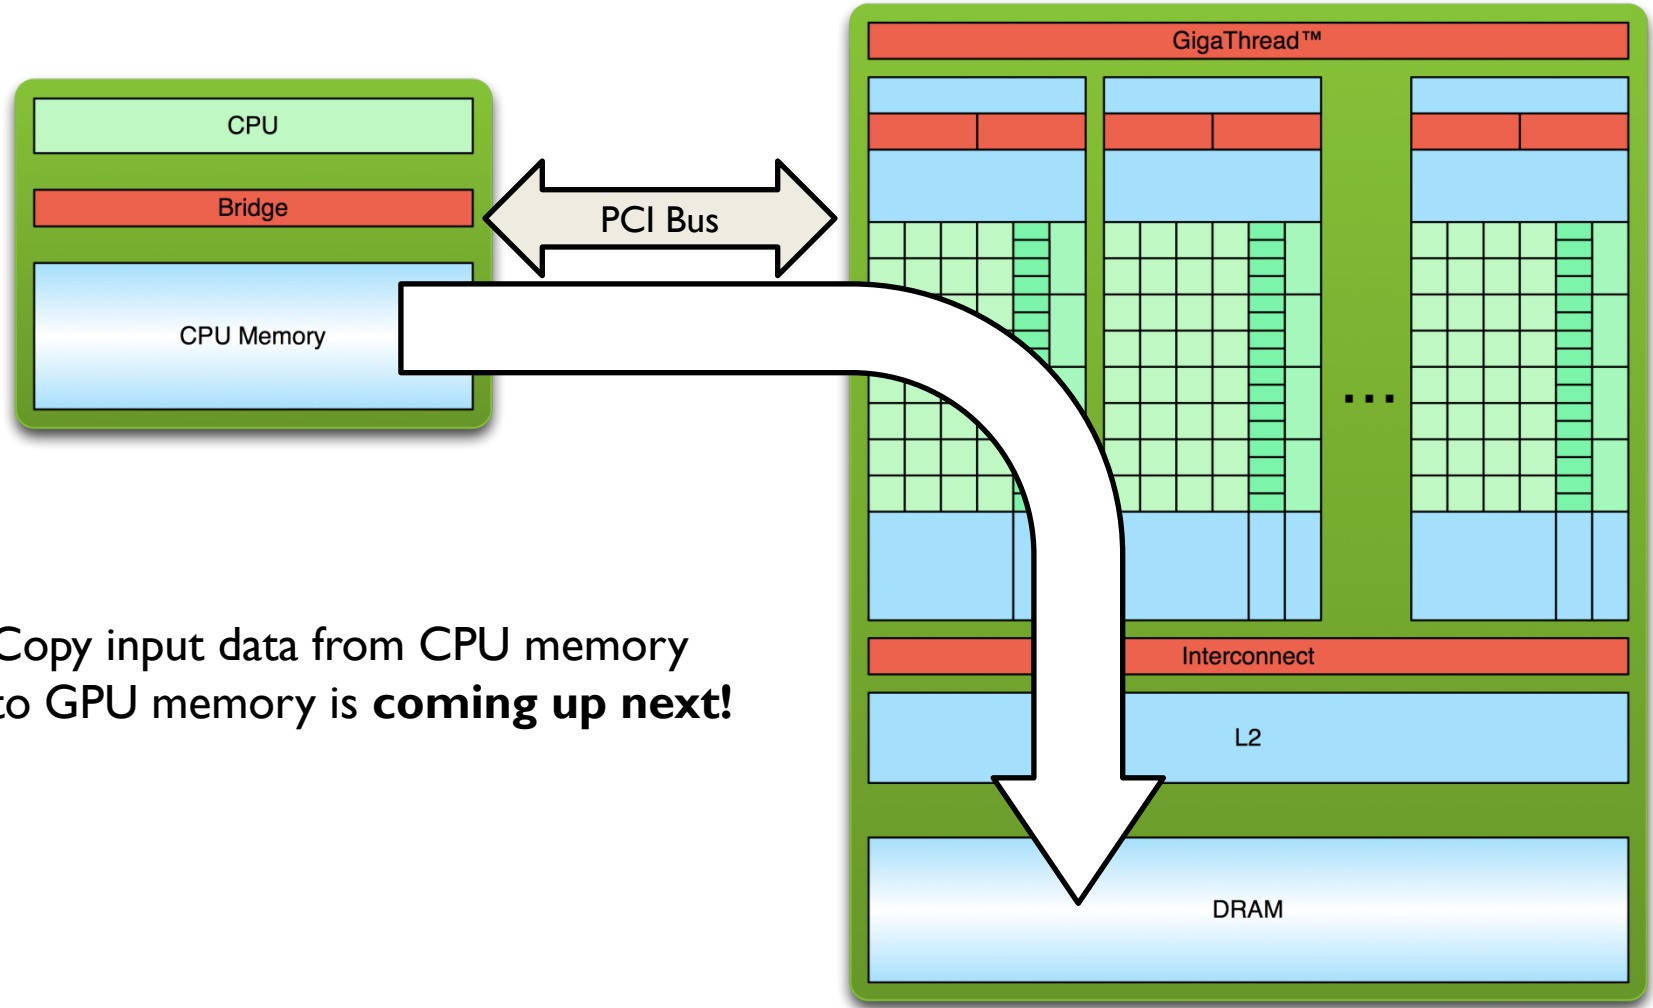 GigaThread™
CPU
Bridge
PCI Bus
CPU Memory
...
Copy input data from CPU memory
to GPU memory is coming up next!
Interconnect
L2
DRAM